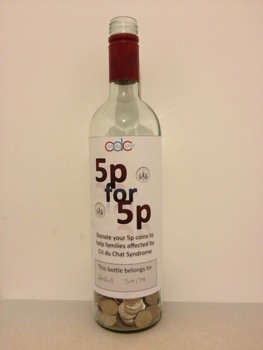 cdc
5p
for
5p
Donate your 5p coins to
help families affected by
Cri du Chat Syndrome
This bottle belongs to:
SMITH